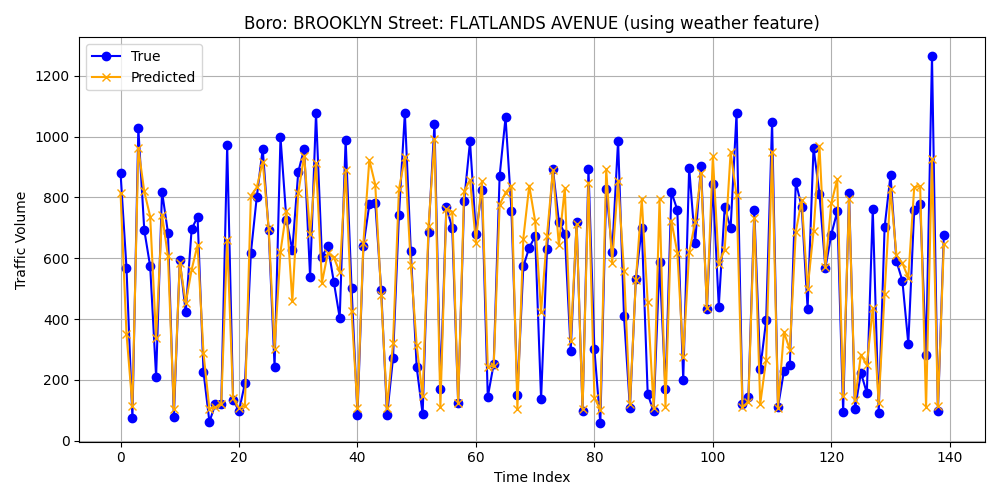 Boro: BROOKLYN Street: FLATLANDS AVENUE (using weather feature)
True
Predicted
Traffic Volume
1200
1000
800
600
400
200
0
0 20 40 60 80 100 120 140
Time Index